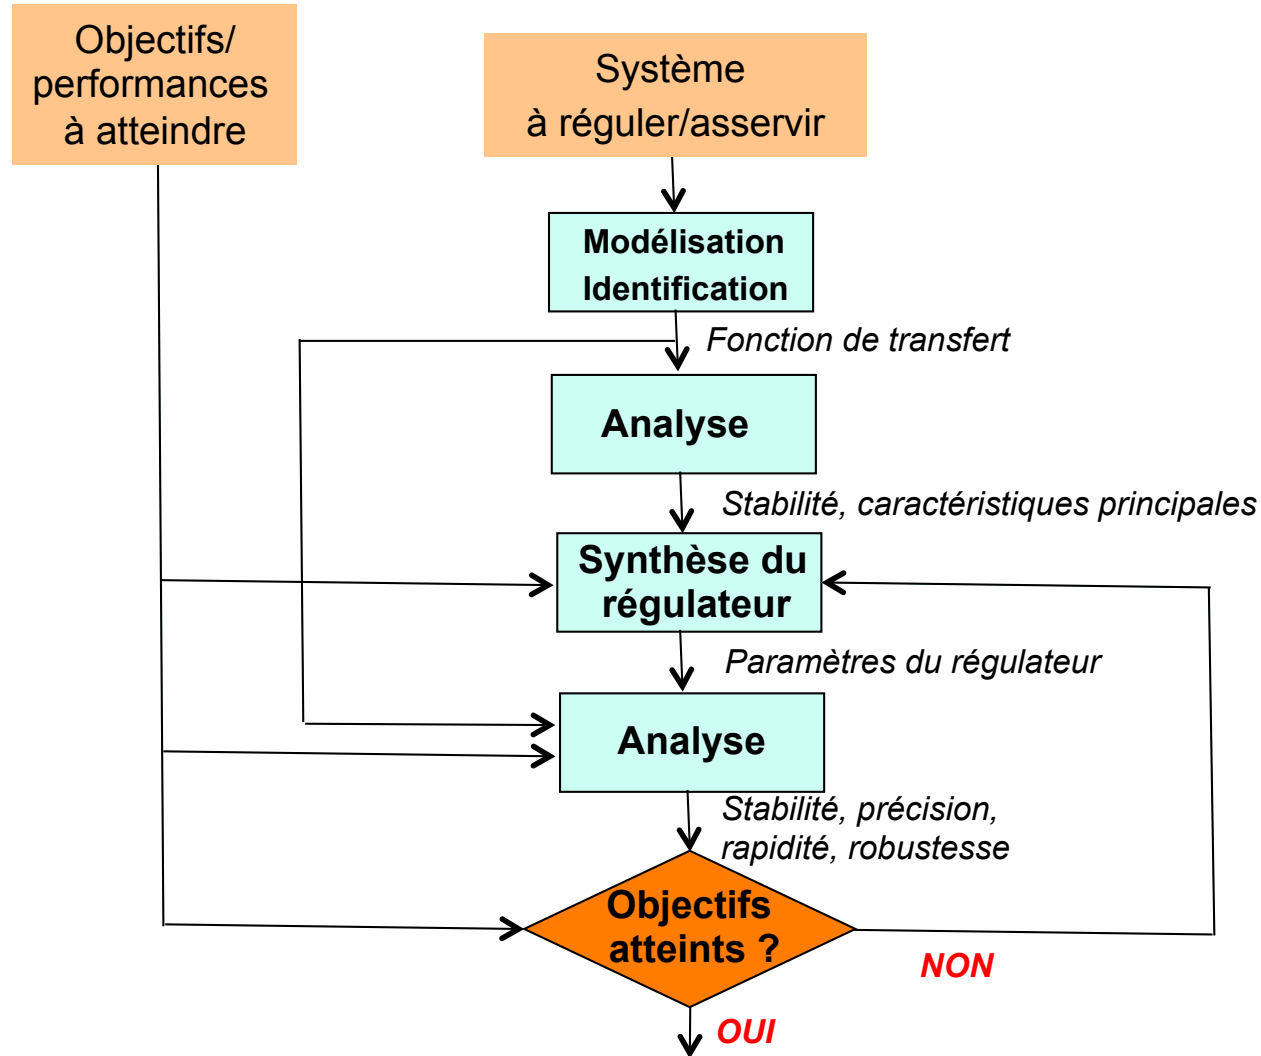 Objectifs/
performances
à atteindre
Système
à réguler/asservir
Modélisation
Identification
Fonction de transfert
Analyse
Stabilité, caractéristiques principales
Synthèse du
régulateur
Paramètres du régulateur
Analyse
Stabilité, précision,
rapidité, robustesse
Objectifs
atteints ?
NON
OUI